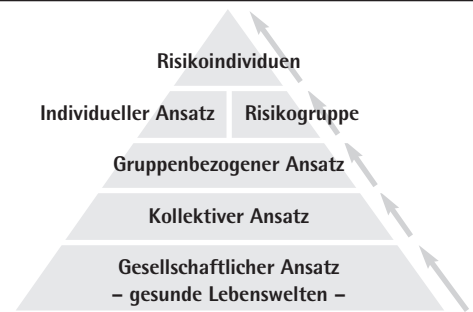 Risikoindividuen
Individueller Ansatz Risikogruppe
Gruppenbezogener Ansatz
Kollektiver Ansatz
Gesellschaftlicher Ansatz
– gesunde Lebenswelten –